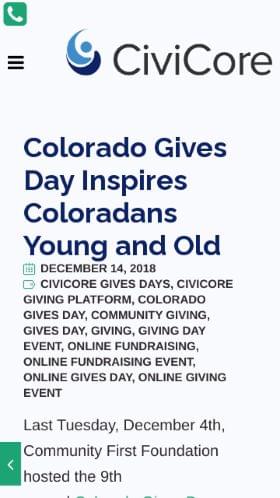 CiviCore
Colorado Gives
Day Inspires
Coloradans
Young and Old
DECEMBER 14, 2018
CIVICORE GIVES DAYS, CIVICORE
GIVING PLATFORM, COLORADO
GIVES DAY, COMMUNITY GIVING,
GIVES DAY, GIVING, GIVING DAY
EVENT, ONLINE FUNDRAISING,
ONLINE FUNDRAISING EVENT,
ONLINE GIVES DAY, ONLINE GIVING
EVENT
Last Tuesday, December 4th,
Community First Foundation
hosted the 9th